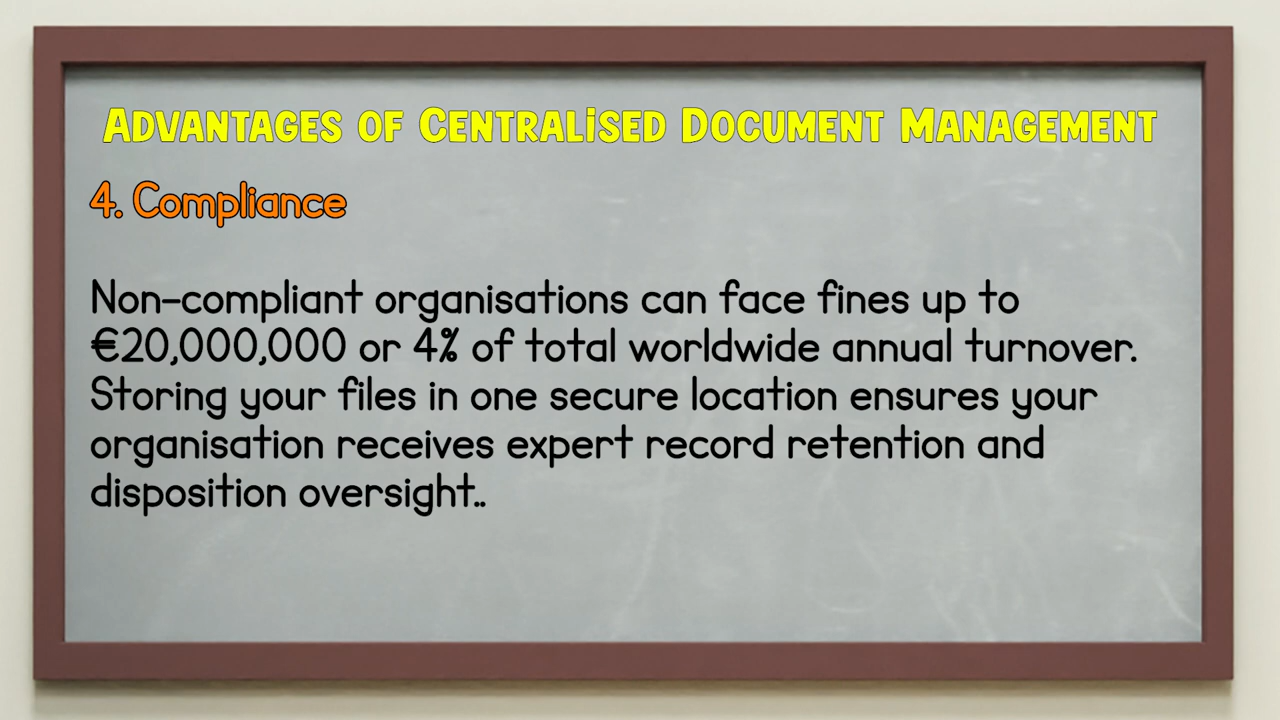 Advantages of Centralised Document Management
4. Compliance
Non-compliant organisations can face fines up to
€20,000,000 or 4% of total worldwide annual turnover.
Storing your files in one secure location ensures your
organisation receives expert record retention and
disposition oversight..